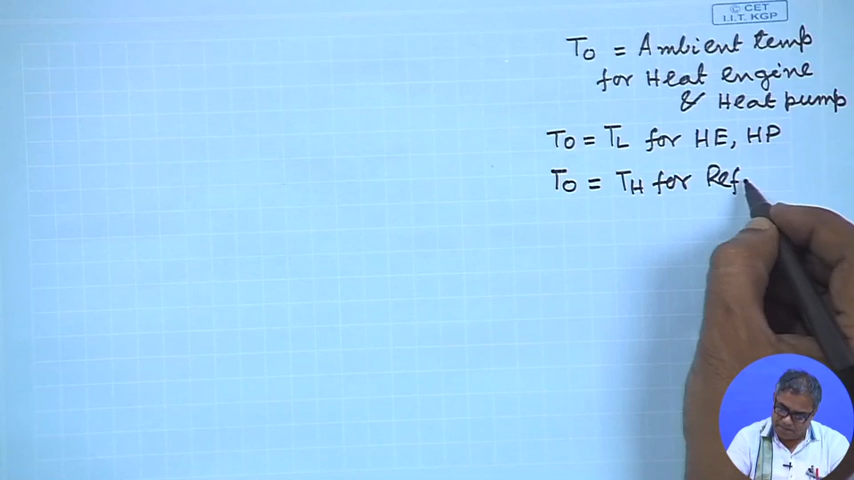 © CET
I.I.T. KGP
To = Ambient temp
for Heat engine
& Heat pump
To = TL for HE, HP
To = TH for Ref